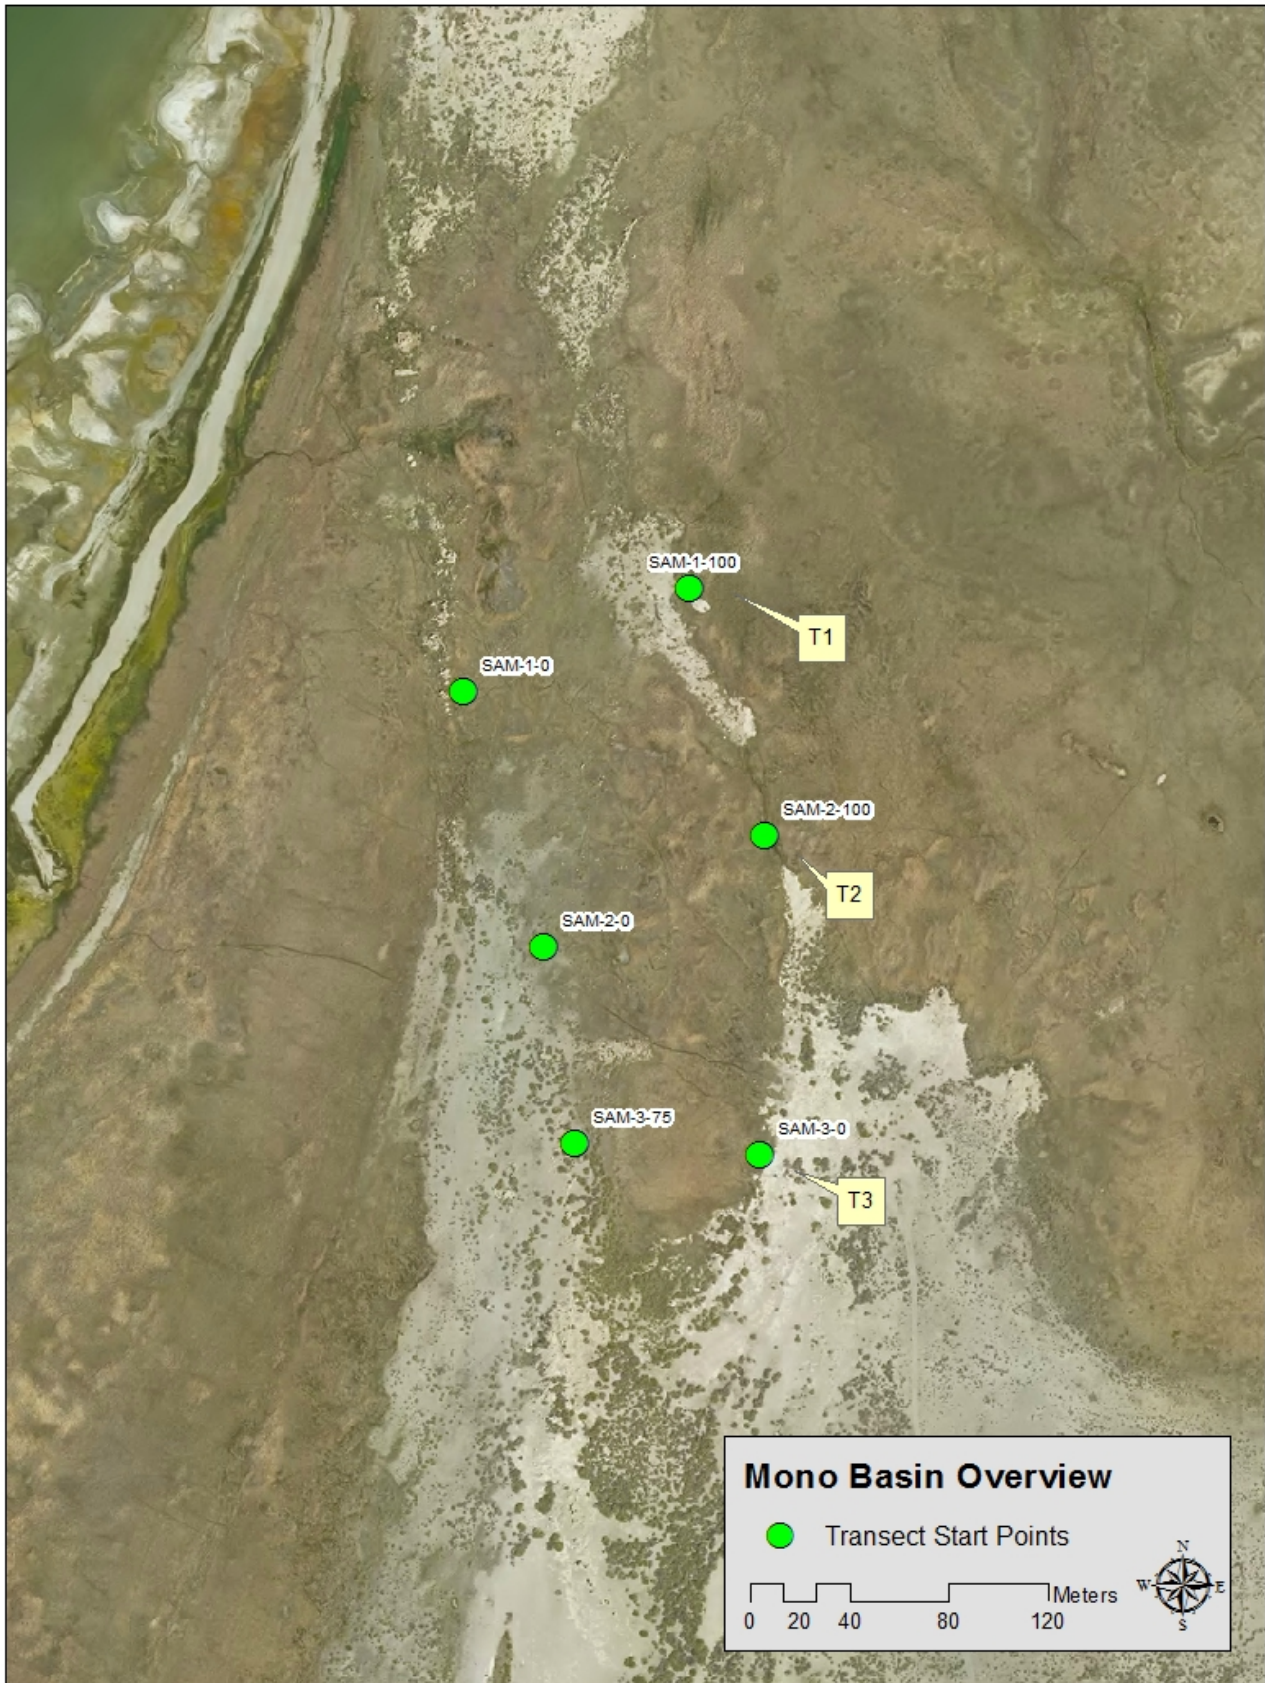 SAM-1-100
T1
SAM-1-0
SAM-2-100
T2
SAM-2-0
SAM-3-75
SAM-3-0
T3
Mono Basin Overview
Transect Start Points
N
W E
S
Meters
0 20 40 80 120